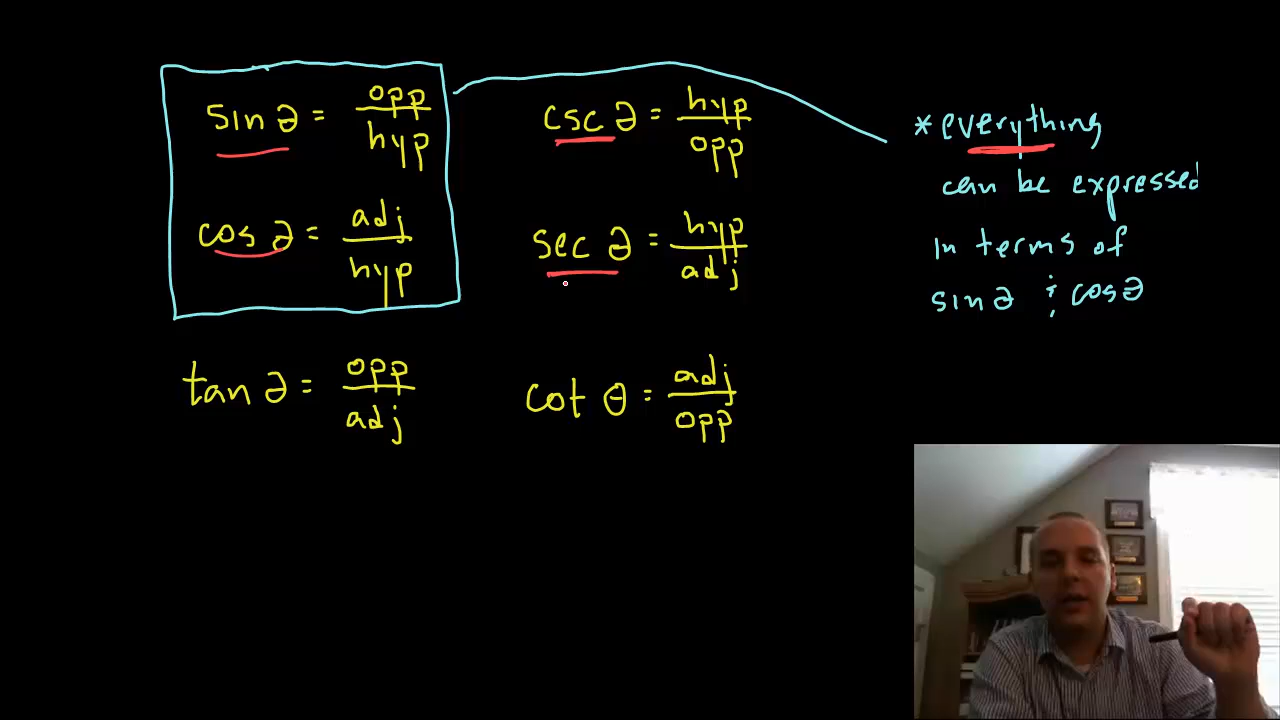 sin θ = opp/hyp
csc θ = hyp/opp
cos θ = adj/hyp
sec θ = hyp/adj
tan θ = opp/adj
cot θ = adj/opp
* everything
can be expressed
in terms of
sin θ & cos θ